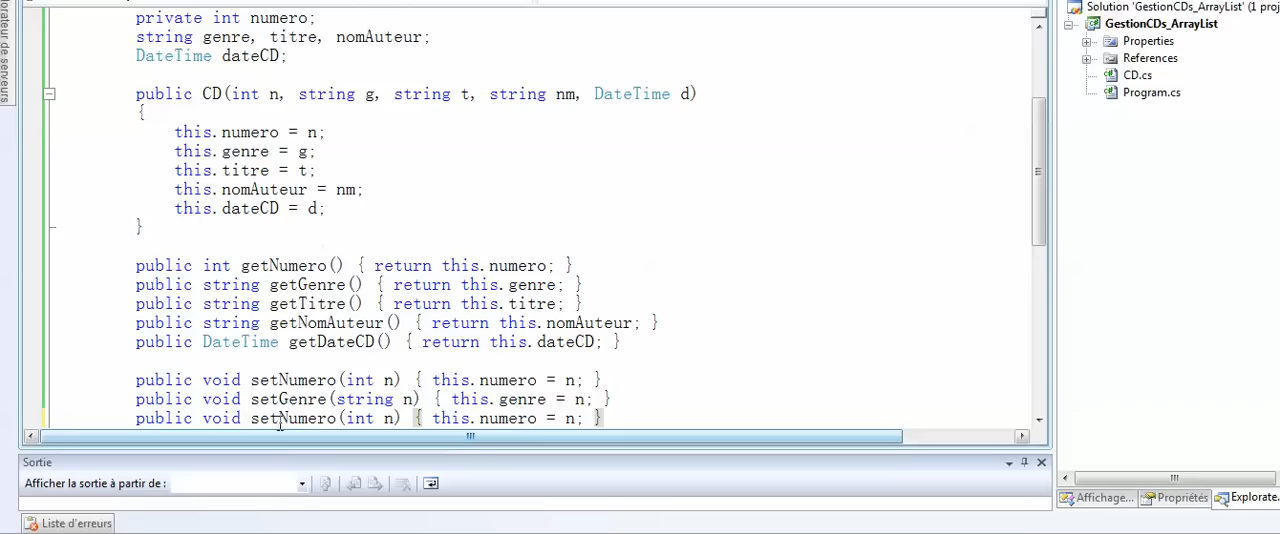 private int numero;
string genre, titre, nomAuteur;
DateTime dateCD;
public CD(int n, string g, string t, string nm, DateTime d)
{
this.numero = n;
this.genre = g;
this.titre = t;
this.nomAuteur = nm;
this.dateCD = d;
}
public int getNumero() { return this.numero; }
public string getGenre() { return this.genre; }
public string getTitre() { return this.titre; }
public string getNomAuteur() { return this.nomAuteur; }
public DateTime getDateCD() { return this.dateCD; }
public void setNumero(int n) { this.numero = n; }
public void setGenre(string n) { this.genre = n; }
public void setNumero(int n) { this.numero = n; }
Sortie
Afficher la sortie à partir de :
Liste d'erreurs
de serveurs
Solution 'GestionCDs_ArrayList' (1 proj
GestionCDs_ArrayList
Properties
References
CD.cs
Program.cs
Affichage...
Propriétés
Explorate...